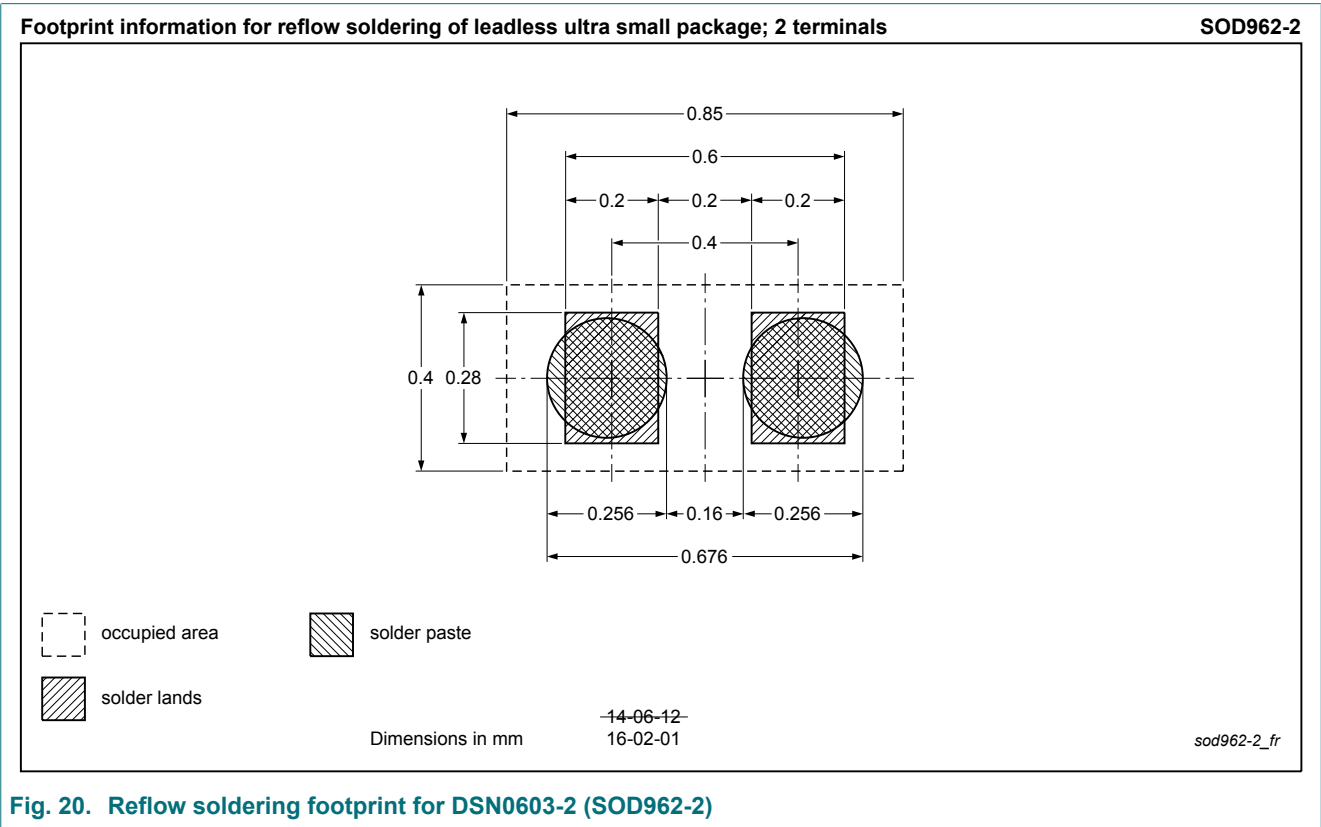 Footprint information for reflow soldering of leadless ultra small package; 2 terminals SOD962-2
0.85
0.6
0.2 0.2 0.2
0.4
0.4 0.28
0.256 0.16 0.256
0.676
occupied area solder paste
solder lands
14-06-12
Dimensions in mm 16-02-01 sod962-2_fr
Fig. 20. Reflow soldering footprint for DSN0603-2 (SOD962-2)